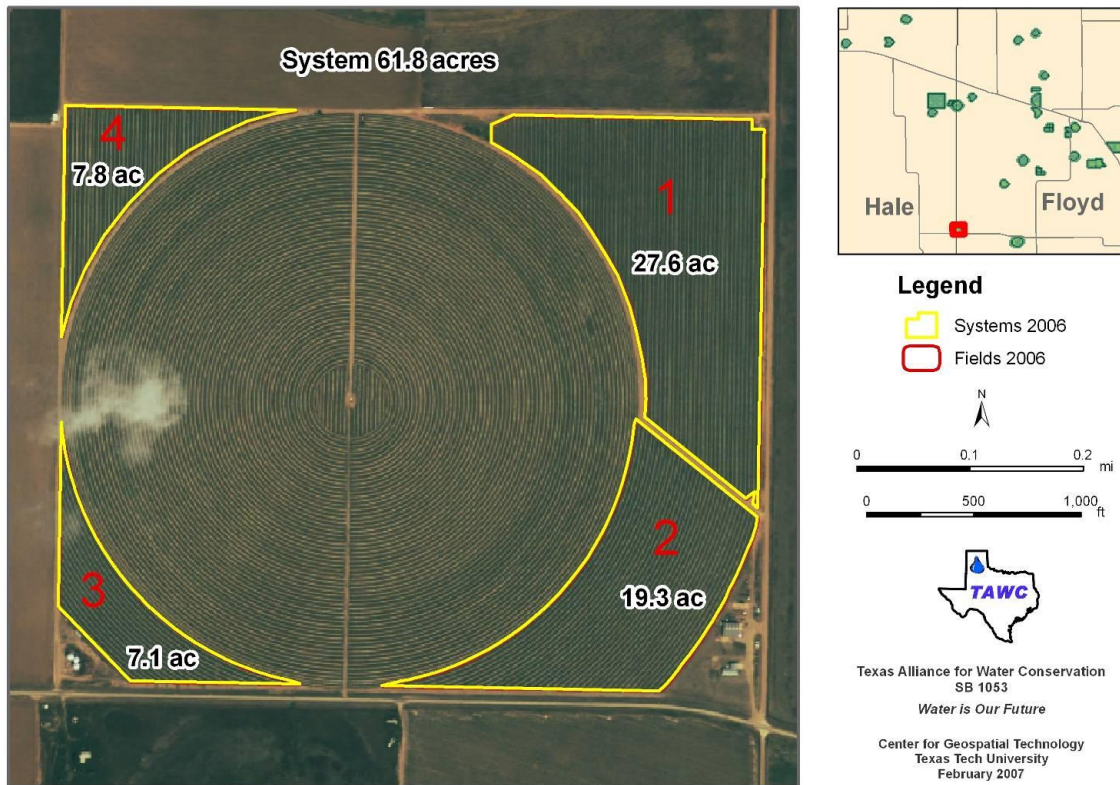 System 61.8 acres
4
7.8 ac
1
27.6 ac
2
19.3 ac
3
7.1 ac
Hale
Floyd
Legend
Systems 2006
Fields 2006
N
0 0.1 0.2
mi
0 500 1,000
ft
TAWC
Texas Alliance for Water Conservation
SB 1053
Water is Our Future
Center for Geospatial Technology
Texas Tech University
February 2007